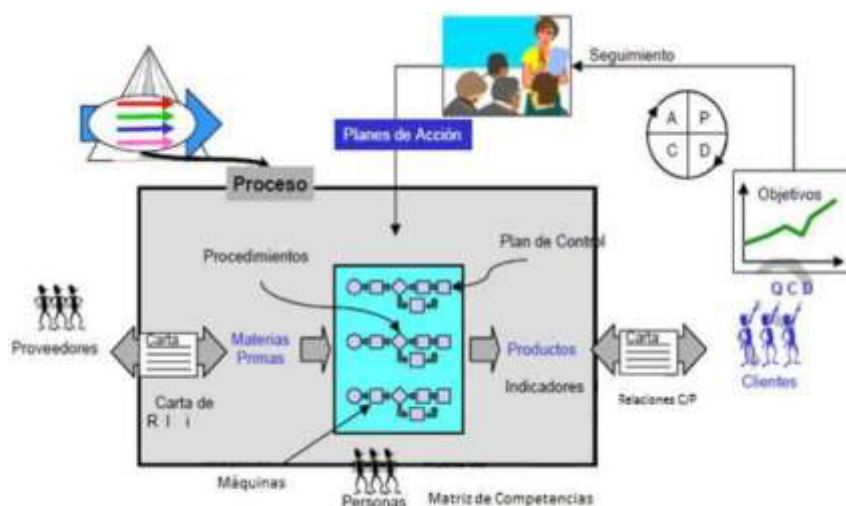 Seguimiento
Planes de Acción
A P
C D
Proceso
Objetivos
Plan de Control
Procedimientos
Q C D
Proveedores
Carta
Materias
Primas
Productos
Carta
Clientes
Indicadores
Relaciones C/P
Carta de
R l i
Máquinas
Personas
Matriz de Competencias